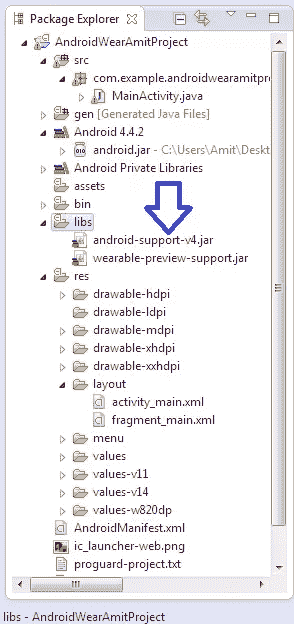 Package Explorer
AndroidWearAmitProject
src
com.example.androidwearamitpr
MainActivity.java
gen [Generated Java Files]
Android 4.4.2
android.jar - C:\Users\Amit\Deskt
Android Private Libraries
assets
bin
libs
android-support-v4.jar
wearable-preview-support.jar
res
drawable-hdpi
drawable-ldpi
drawable-mdpi
drawable-xhdpi
drawable-xxhdpi
layout
activity_main.xml
fragment_main.xml
menu
values
values-v11
values-v14
values-w820dp
AndroidManifest.xml
ic_launcher-web.png
proguard-project.txt
libs - AndroidWearAmitProject